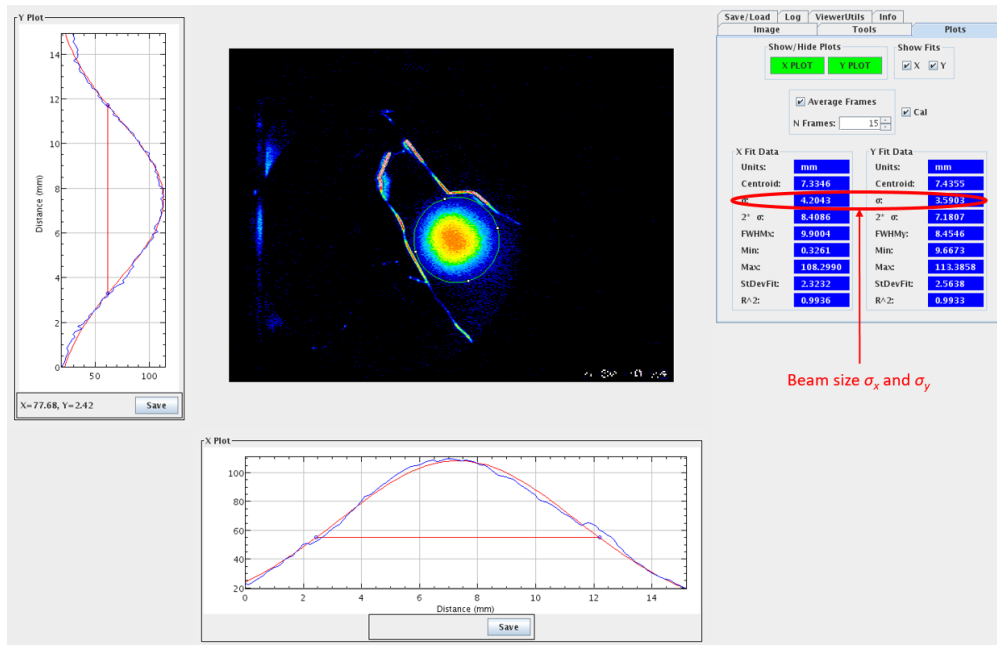 Y Plot
14
12
10
8
6
4
2
0
Distance (mm)
50 100
X=77.68, Y=2.42 Save
Save/Load Log ViewerUtils Info
Image Tools Plots
Show/Hide Plots Show Fits
X PLOT Y PLOT X Y
Average Frames
N Frames: 15 Cal
X Fit Data Y Fit Data
Units: mm Units: mm
Centroid: 7.3346 Centroid: 7.4355
σ: 4.2043 3.5903
2* σ: 8.4086 2* σ: 7.1807
FWHMx: 9.9004 FWHMy: 8.4546
Min: 0.3261 Min: 9.6673
Max: 108.2990 Max: 113.3858
StDevFit: 2.3232 StDevFit: 2.5638
R^2: 0.9936 R^2: 0.9933
Beam size σx and σy
X Plot
100
80
60
40
20
0 2 4 6 8 10 12 14
Distance (mm)
Save